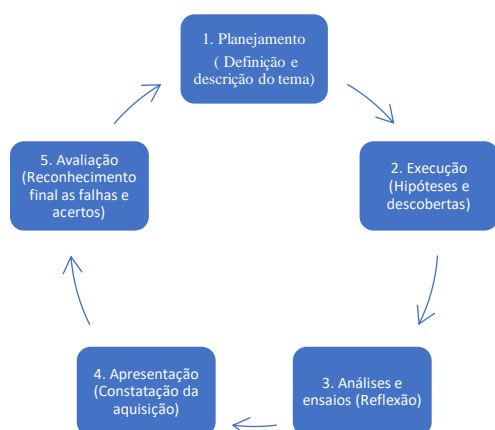 1. Planejamento
( Definição e
descrição do tema)
2. Execução
(Hipóteses e
descobertas)
3. Análises e
ensaios (Reflexão)
4. Apresentação
(Constatação da
aquisição)
5. Avaliação
(Reconhecimento
final as falhas e
acertos)